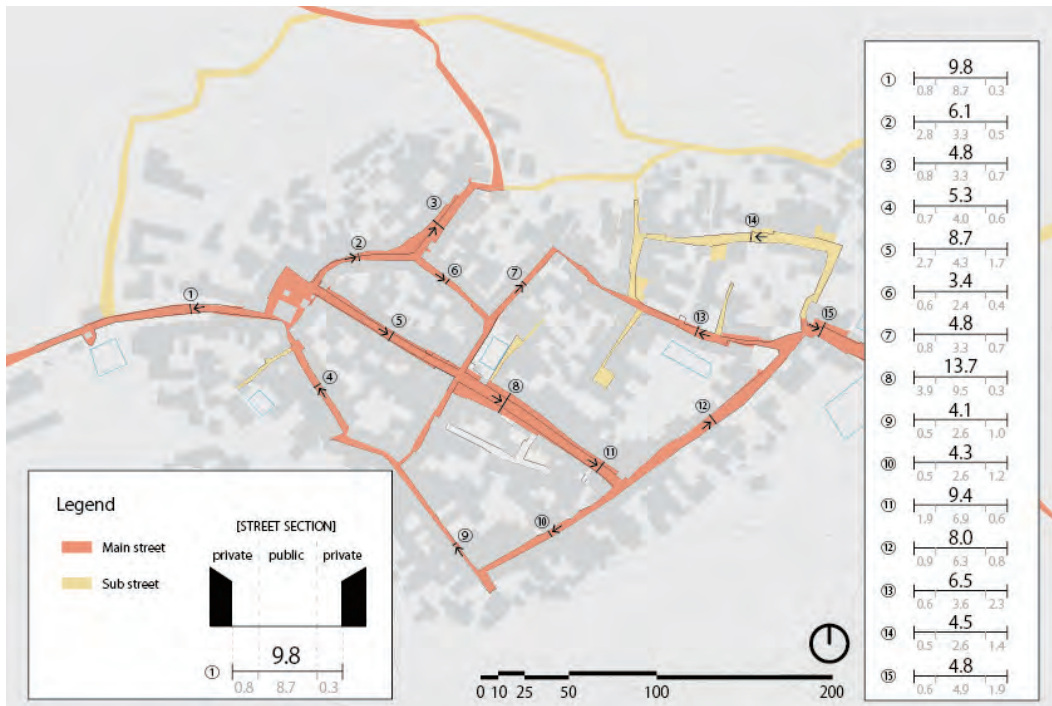 ③
②
⑭
⑥
⑦
①
⑮
⑬
⑤
④
⑧
⑫
⑪
⑩
⑨
Legend
Main street
Sub street
[STREET SECTION]
private public private
① 9.8
0.8 8.7 0.3
0 10 25 50 100 200
① 9.8
0.8 8.7 0.3
② 6.1
2.8 3.3 0.5
③ 4.8
0.8 3.3 0.7
④ 5.3
0.7 4.0 0.6
⑤ 8.7
2.7 4.3 1.7
⑥ 3.4
0.6 2.4 0.4
⑦ 4.8
0.8 3.3 0.7
⑧ 13.7
3.9 9.5 0.3
⑨ 4.1
0.5 2.6 1.0
⑩ 4.3
0.5 2.6 1.2
⑪ 9.4
1.9 6.9 0.6
⑫ 8.0
0.9 6.3 0.8
⑬ 6.5
0.6 3.6 2.3
⑭ 4.5
0.5 2.6 1.4
⑮ 4.8
0.6 4.9 1.9